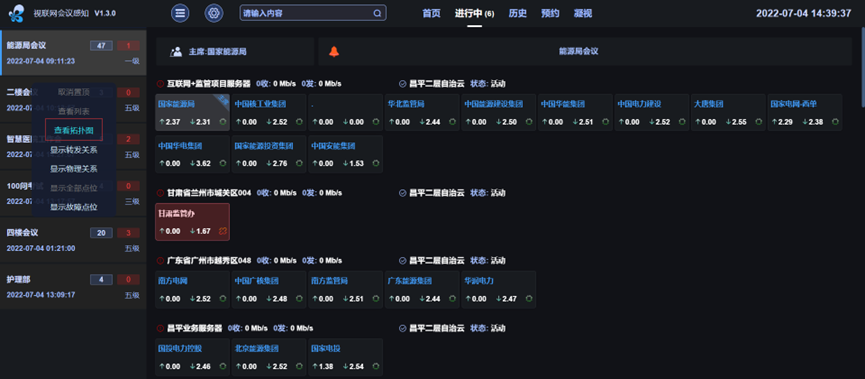 视联网会议感知 V1.3.0
请输入内容
首页 进行中 (6) 历史 预约 凝视
2022-07-04 14:39:37
能源局会议 47 1
2022-07-04 09:11:23 一级
二楼会 0
五级
智慧医 2
五级
100问考 0
三级
四楼会议 20 3
2022-07-04 01:21:00 五级
护理部 4 0
2022-07-04 13:09:17 五级
取消置顶
查看列表
查看拓扑图
显示转发关系
显示物理关系
显示全部点位
显示故障点位
主席:国家能源局
能源局会议
互联网+监管项目服务器 0收: 0 Mb/s 0发: 0 Mb/s 昌平二层自治云 状态: 活动
国家能源局 中国核工业集团 . 华北监管局 中国能源建设集团 中国华能集团 中国电力建设 大唐集团 国家电网-西单
↑2.37 ↓2.31 ↑0.00 ↓2.52 ↑0.00 ↓0.00 ↑0.00 ↓2.44 ↑0.00 ↓2.50 ↑0.00 ↓2.51 ↑0.00 ↓2.52 ↑0.00 ↓2.55 ↑2.29 ↓2.38
中国华电集团 国家能源投资集团 中国安能集团
↑0.00 ↓3.62 ↑0.00 ↓2.76 ↑0.00 ↓1.53
甘肃省兰州市城关区004 0收: 0 Mb/s 0发: 0 Mb/s 昌平二层自治云 状态: 活动
甘肃监管办
↑0.00 ↓1.67
广东省广州市越秀区048 0收: 0 Mb/s 0发: 0 Mb/s 昌平二层自治云 状态: 活动
南方电网 中国广核集团 南方监管局 广东能源集团 华润电力
↑0.00 ↓2.52 ↑0.00 ↓2.48 ↑0.00 ↓2.51 ↑0.00 ↓2.44 ↑0.00 ↓2.47
昌平业务服务器 0收: 0 Mb/s 0发: 0 Mb/s 昌平二层自治云 状态: 活动
国投电力控股 北京能源集团 国家电投
↑0.00 ↓2.46 ↑0.00 ↓2.52 ↑1.38 ↓2.54